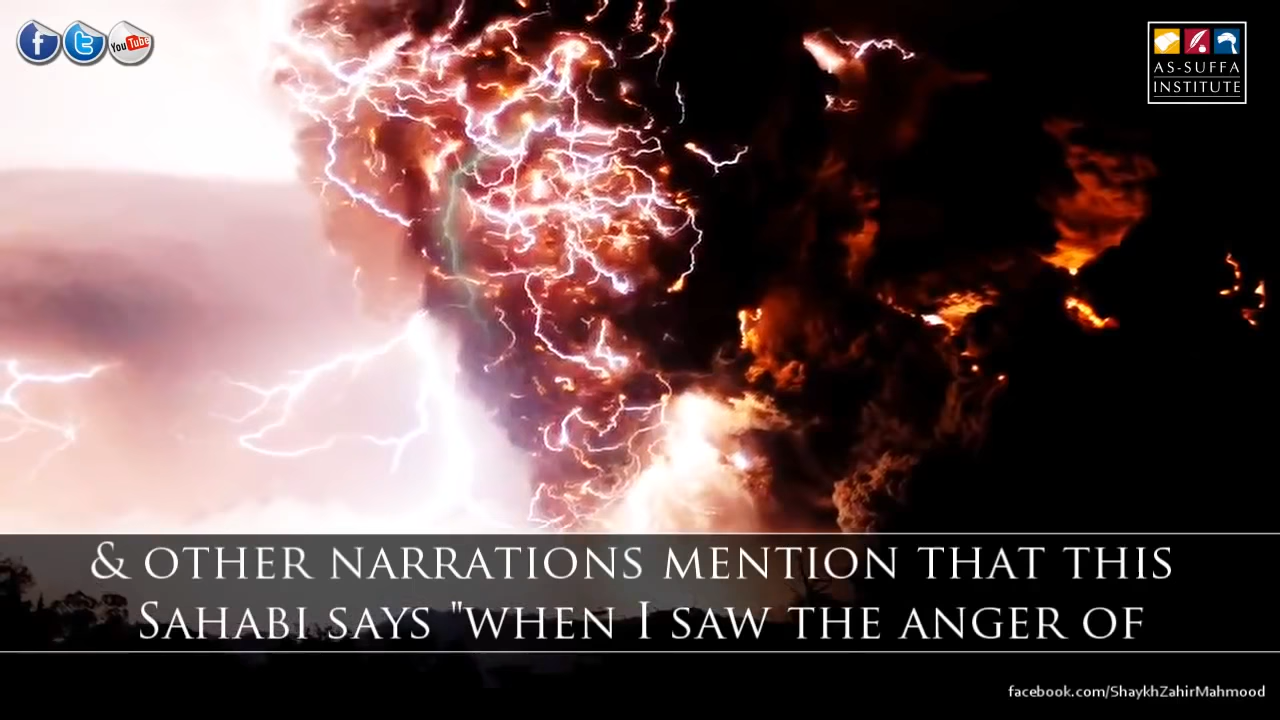 f t You Tube
AS-SUFFA
INSTITUTE
& OTHER NARRATIONS MENTION THAT THIS
SAHABI SAYS "WHEN I SAW THE ANGER OF
facebook.com/ShaykhZahirMahmood